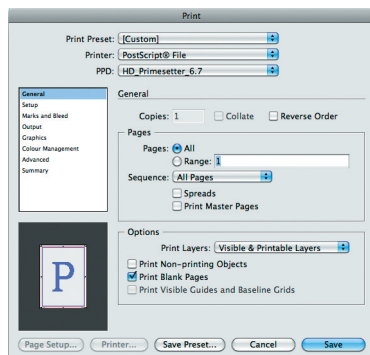 Print
Print Preset: [Custom]
Printer: PostScript® File
PPD: HD_Primesetter_6.7
General
Setup
Marks and Bleed
Output
Graphics
Colour Management
Advanced
Summary
General
Copies: 1 Collate Reverse Order
Pages
Pages: All
Range: 1
Sequence: All Pages
Spreads
Print Master Pages
Options
Print Layers: Visible & Printable Layers
Print Non-printing Objects
Print Blank Pages
Print Visible Guides and Baseline Grids
P
Page Setup... Printer... Save Preset... Cancel Save